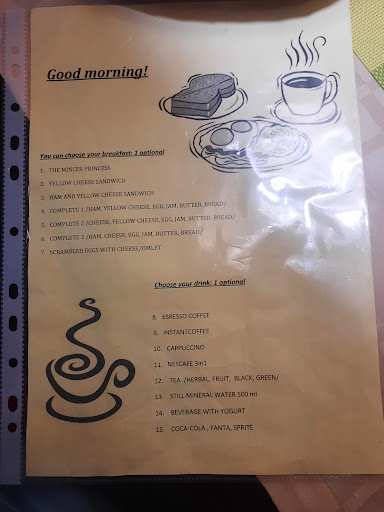 Good morning!
You can choose your breakfast: 1 optional
1. THE MINCER PRINCESS
2. YELLOW CHEESE SANDWICH
3. HAM AND YELLOW CHEESE SANDWICH
4. COMPLETE 1 /HAM, YELLOW CHEESE, EGG, JAM, BUTTER, BREAD/
5. COMPLETE 2 /CHEESE, YELLOW CHEESE, EGG, JAM, BUTTER, BREAD/
6. COMPLETE 3 /HAM, CHEESE, EGG, JAM, BUTTER, BREAD/
7. SCRAMBLED EGGS WITH CHEESE/OMLET
Choose your drink: 1 optional
8. ESRESSO COFFEE
9. INSTANTCOFFEE
10. CAPPUCCINO
11. NESCAFE 3in1
12. TEA /HERBAL, FRUIT, BLACK, GREEN/
13. STILL MINERAL WATER 500 ml
14. BEVERAGE WITH YOGURT
15. COCA-COLA , FANTA, SPRITE